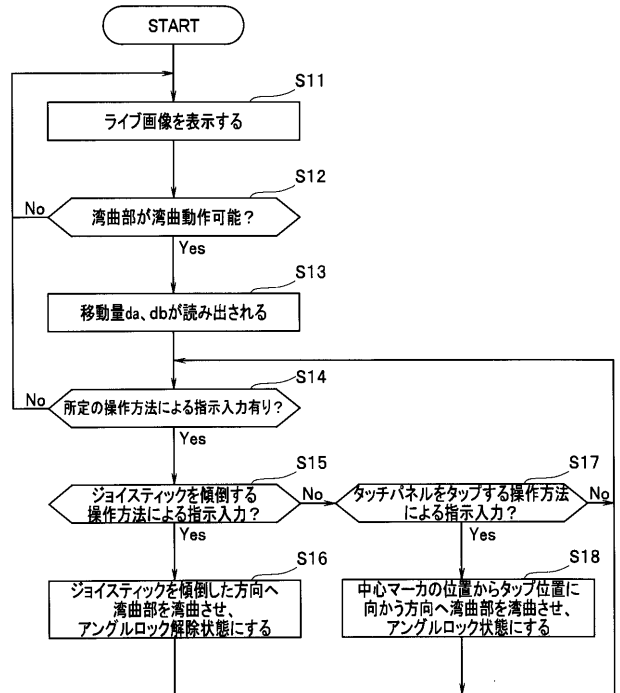 START
S11
ライブ画像を表示する
S12
湾曲部が湾曲動作可能？
No
Yes
S13
移動量da、dbが読み出される
S14
所定の操作方法による指示入力有り？
No
Yes
S15
ジョイスティックを傾倒する
操作方法による指示入力？
No
Yes
S17
タッチパネルをタップする操作方法
による指示入力？
No
Yes
S16
ジョイスティックを傾倒した方向へ
湾曲部を湾曲させ、
アングルロック解除状態にする
S18
中心マーカの位置からタップ位置に
向かう方向へ湾曲部を湾曲させ、
アングルロック状態にする